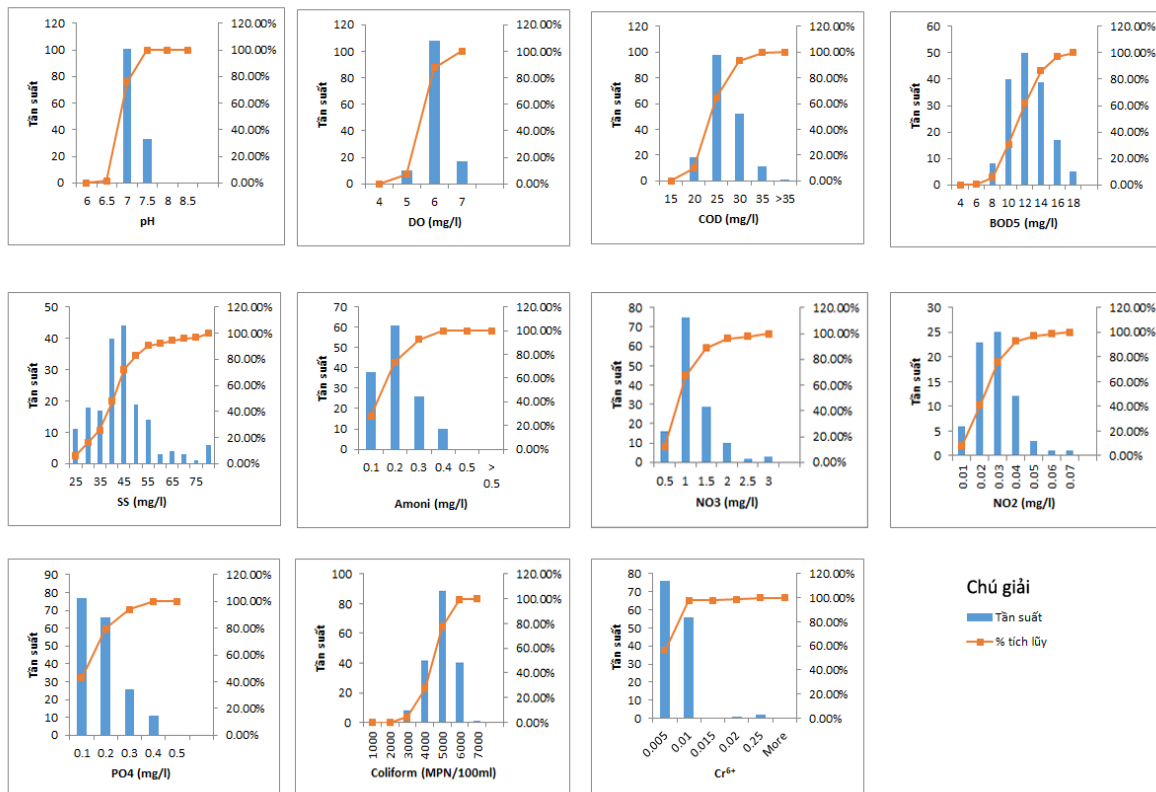 120 120.00%
100 100.00%
80 80.00%
60 60.00%
40 40.00%
20 20.00%
0 0.00%
Tần suất
6 6.5 7 7.5 8 8.5
pH
120 120.00%
100 100.00%
80 80.00%
60 60.00%
40 40.00%
20 20.00%
0 0.00%
Tần suất
4 5 6 7
DO (mg/l)
120 120.00%
100 100.00%
80 80.00%
60 60.00%
40 40.00%
20 20.00%
0 0.00%
Tần suất
15 20 25 30 35 >35
COD (mg/l)
60 120.00%
50 100.00%
40 80.00%
30 60.00%
20 40.00%
10 20.00%
0 0.00%
Tần suất
4 6 8 10 12 14 16 18
BOD5 (mg/l)
50 120.00%
40 100.00%
30 80.00%
20 60.00%
10 40.00%
0 20.00%
0.00%
Tần suất
25 35 45 55 65 75
SS (mg/l)
70 120.00%
60 100.00%
50 80.00%
40 60.00%
30 40.00%
20 20.00%
10 0.00%
0
Tần suất
0.1 0.2 0.3 0.4 0.5 >
0.5
Amoni (mg/l)
80 120.00%
70 100.00%
60 80.00%
50 60.00%
40 40.00%
30 20.00%
20 0.00%
10
0
Tần suất
0.5 1 1.5 2 2.5 3
NO3 (mg/l)
30 120.00%
25 100.00%
20 80.00%
15 60.00%
10 40.00%
5 20.00%
0 0.00%
Tần suất
0.01 0.02 0.03 0.04 0.05 0.06 0.07
NO2 (mg/l)
90 120.00%
80 100.00%
70 80.00%
60 60.00%
50 40.00%
40 20.00%
30 0.00%
20
10
0
Tần suất
0.1 0.2 0.3 0.4 0.5
PO4 (mg/l)
100 120.00%
80 100.00%
60 80.00%
40 60.00%
20 40.00%
0 20.00%
0.00%
Tần suất
1000 2000 3000 4000 5000 6000 7000
Coliform (MPN/100ml)
80 120.00%
70 100.00%
60 80.00%
50 60.00%
40 40.00%
30 20.00%
20 0.00%
10
0
Tần suất
0.005 0.01 0.015 0.02 0.25 More
Cr⁶⁺
Chú giải
Tần suất
% tích lũy